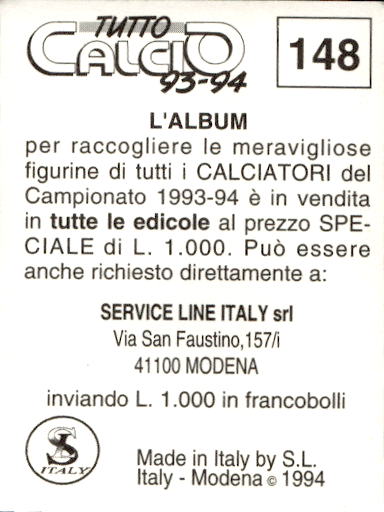 TUTTO
CALCIO
93-94
148
L'ALBUM
per raccogliere le meravigliose
figurine di tutti i CALCIATORI del
Campionato 1993-94 è in vendita
in tutte le edicole al prezzo SPE-
CIALE di L. 1.000. Può essere
anche richiesto direttamente a:
SERVICE LINE ITALY srl
Via San Faustino,157/i
41100 MODENA
inviando L. 1.000 in francobolli
SL
ITALY
Made in Italy by S.L.
Italy - Modena © 1994